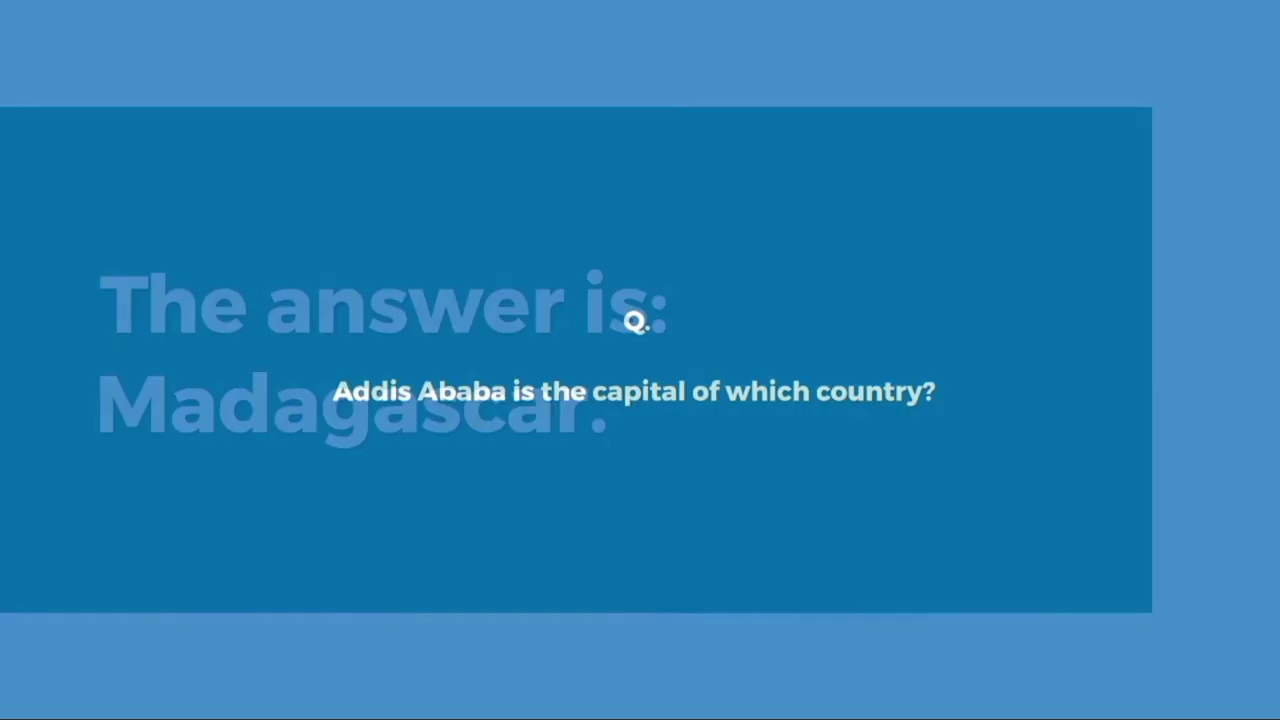 The answer is:
Madagascar.
Q.
Addis Ababa is the capital of which country?